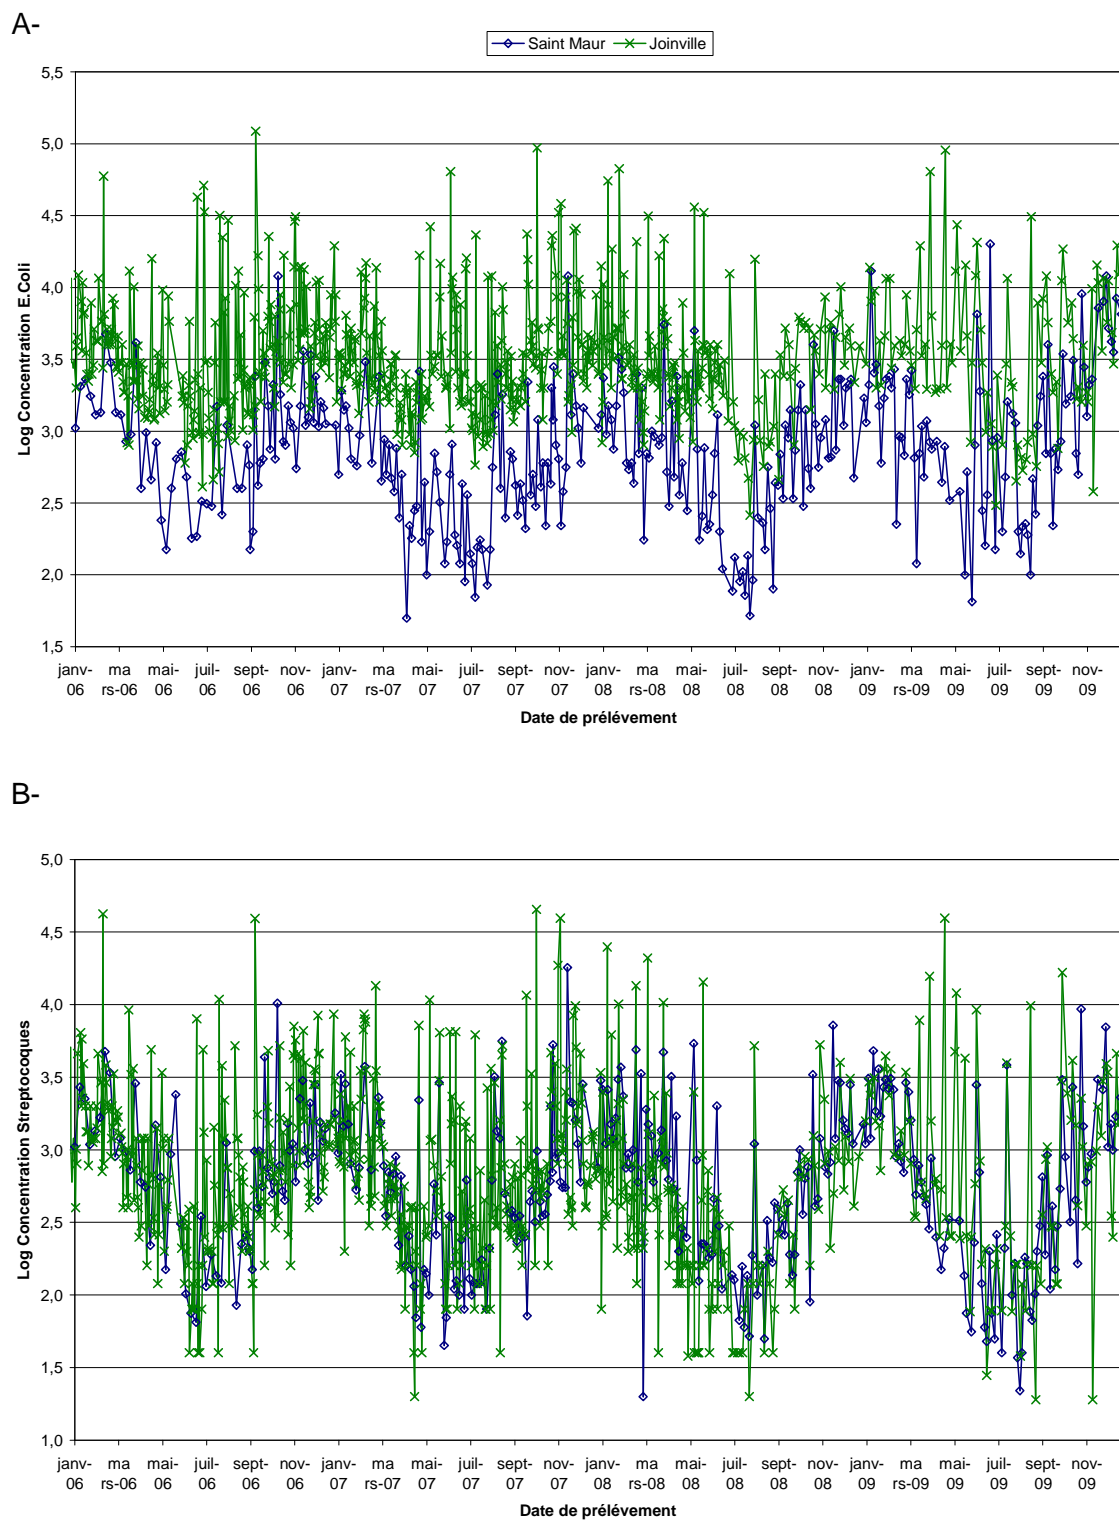 A-
Saint Maur Joinville
5,5
5,0
4,5
4,0
3,5
3,0
2,5
2,0
1,5
Log Concentration E.Coli
janv- ma mai- juil- sept- nov- janv- ma mai- juil- sept- nov- janv- ma mai- juil- sept- nov- janv- ma mai- juil- sept- nov-
06 rs-06 06 06 06 06 07 rs-07 07 07 07 07 08 rs-08 08 08 08 08 09 rs-09 09 09 09 09
Date de prélévement
B-
5,0
4,5
4,0
3,5
3,0
2,5
2,0
1,5
1,0
Log Concentration Streptocoques
janv- ma mai- juil- sept- nov- janv- ma mai- juil- sept- nov- janv- ma mai- juil- sept- nov- janv- ma mai- juil- sept- nov-
06 rs-06 06 06 06 06 07 rs-07 07 07 07 07 08 rs-08 08 08 08 08 09 rs-09 09 09 09 09
Date de prélévement